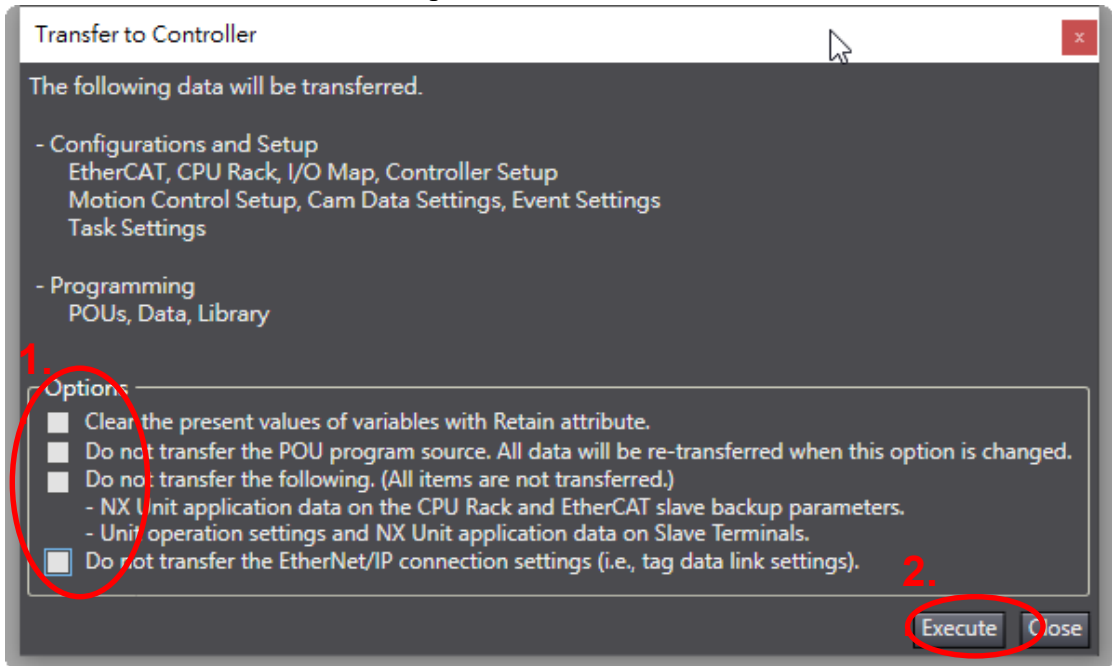 Transfer to Controller
x
The following data will be transferred.
- Configurations and Setup
EtherCAT, CPU Rack, I/O Map, Controller Setup
Motion Control Setup, Cam Data Settings, Event Settings
Task Settings
- Programming
POUs, Data, Library
1.
Options
Clear the present values of variables with Retain attribute.
Do not transfer the POU program source. All data will be re-transferred when this option is changed.
Do not transfer the following. (All items are not transferred.)
- NX Unit application data on the CPU Rack and EtherCAT slave backup parameters.
- Unit operation settings and NX Unit application data on Slave Terminals.
Do not transfer the EtherNet/IP connection settings (i.e., tag data link settings).
2.
Execute Close